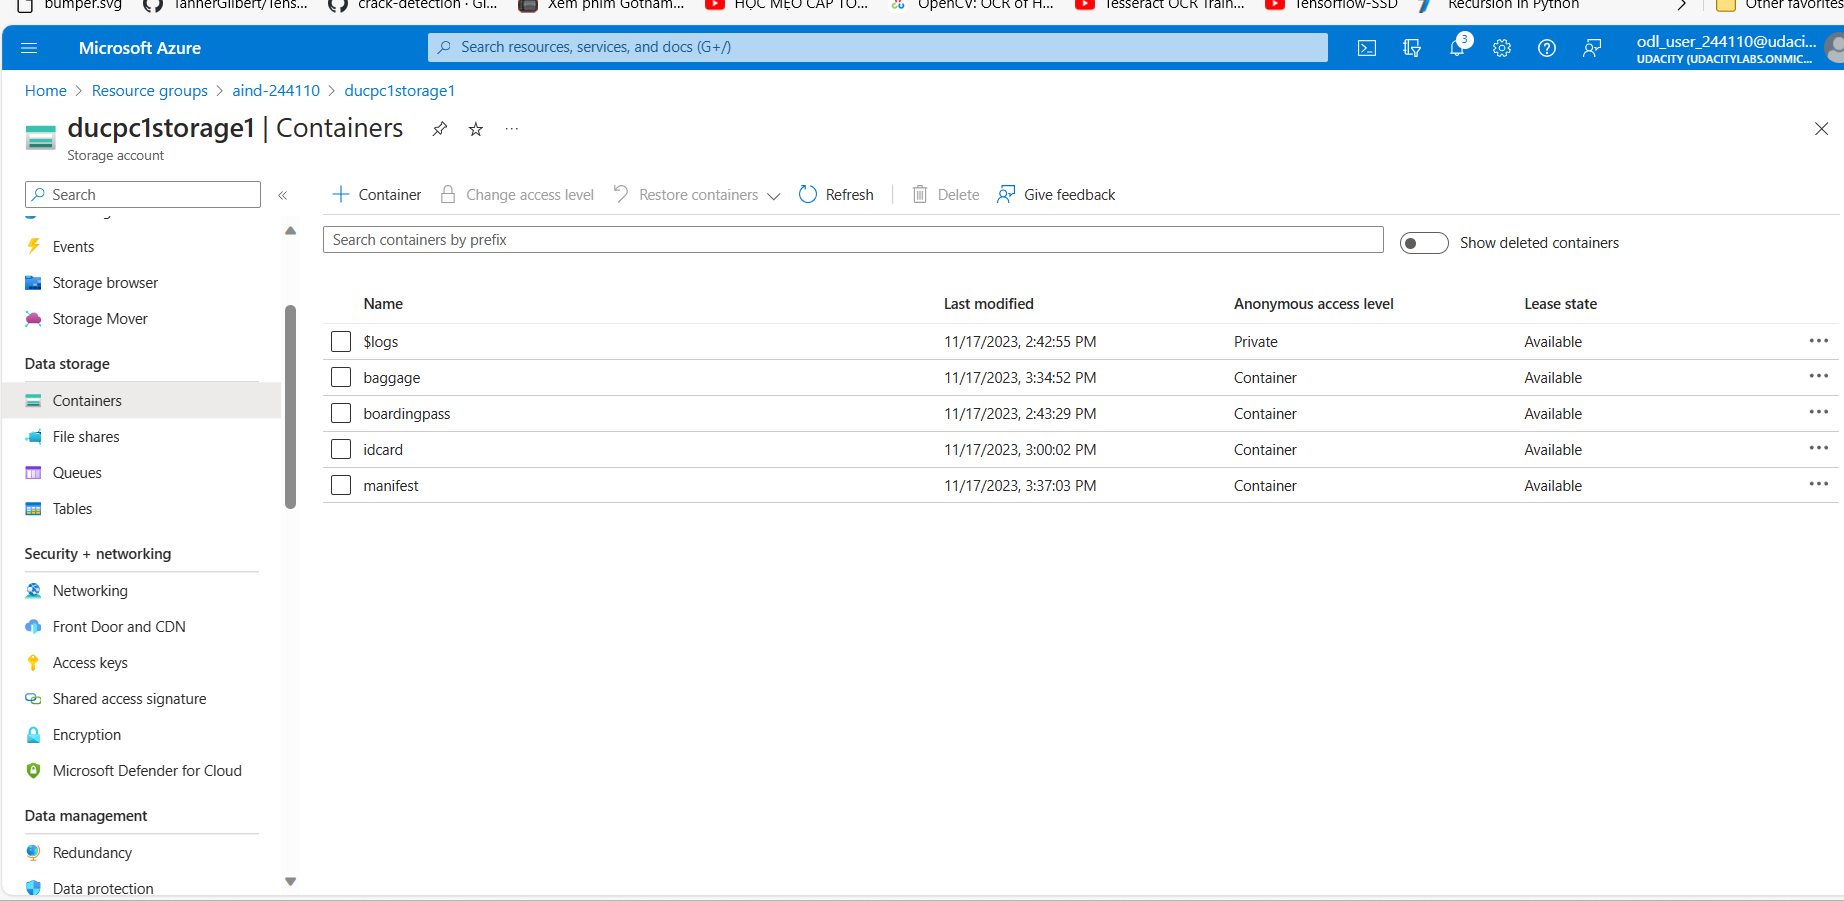 bumper.svg TannerGilbert/Tens... crack-detection · Gi... Xem phim Gotham... HỌC MẸO CẤP TỐ... OpenCV: OCR of H... Tesseract OCR Train... Tensorflow-SSD Recursion in Python Other favorites
Microsoft Azure
Search resources, services, and docs (G+/)
3
odl_user_244110@udaci...
UDACITY (UDACITYLABS.ONMIC...
Home > Resource groups > aind-244110 > ducpc1storage1
ducpc1storage1 | Containers
Storage account
Search
Container Change access level Restore containers Refresh Delete Give feedback
Search containers by prefix
Show deleted containers
Events
Storage browser
Storage Mover
Data storage
Containers
File shares
Queues
Tables
Security + networking
Networking
Front Door and CDN
Access keys
Shared access signature
Encryption
Microsoft Defender for Cloud
Data management
Redundancy
Data protection
Name Last modified Anonymous access level Lease state
$logs 11/17/2023, 2:42:55 PM Private Available
baggage 11/17/2023, 3:34:52 PM Container Available
boardingpass 11/17/2023, 2:43:29 PM Container Available
idcard 11/17/2023, 3:00:02 PM Container Available
manifest 11/17/2023, 3:37:03 PM Container Available